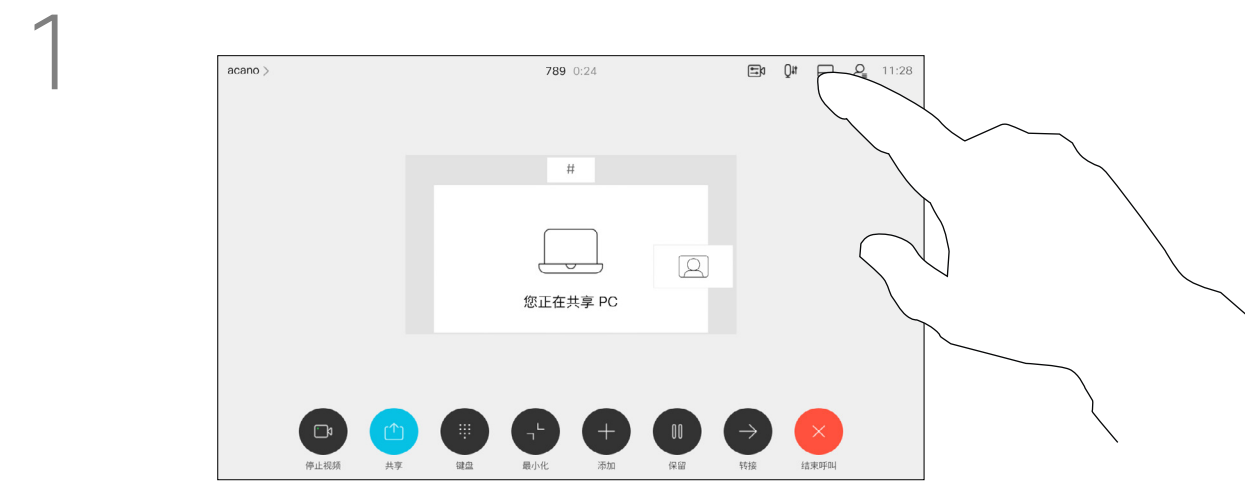 1
acano >
789 0:24
11:28
#
您正在共享 PC
停止视频
共享
键盘
最小化
添加
保留
转接
结束呼叫